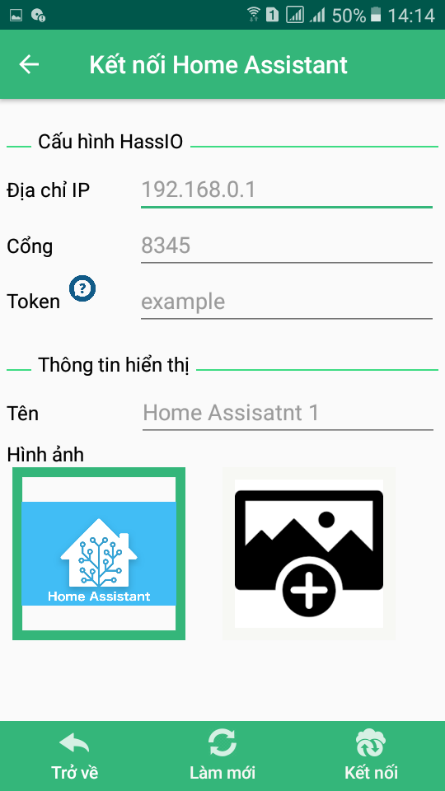 50% 14:14
Kết nối Home Assistant
Cấu hình HassIO
Địa chỉ IP 192.168.0.1
Cổng 8345
Token ? example
Thông tin hiển thị
Tên Home Assisatnt 1
Hình ảnh
Home Assistant
Trở về Làm mới Kết nối